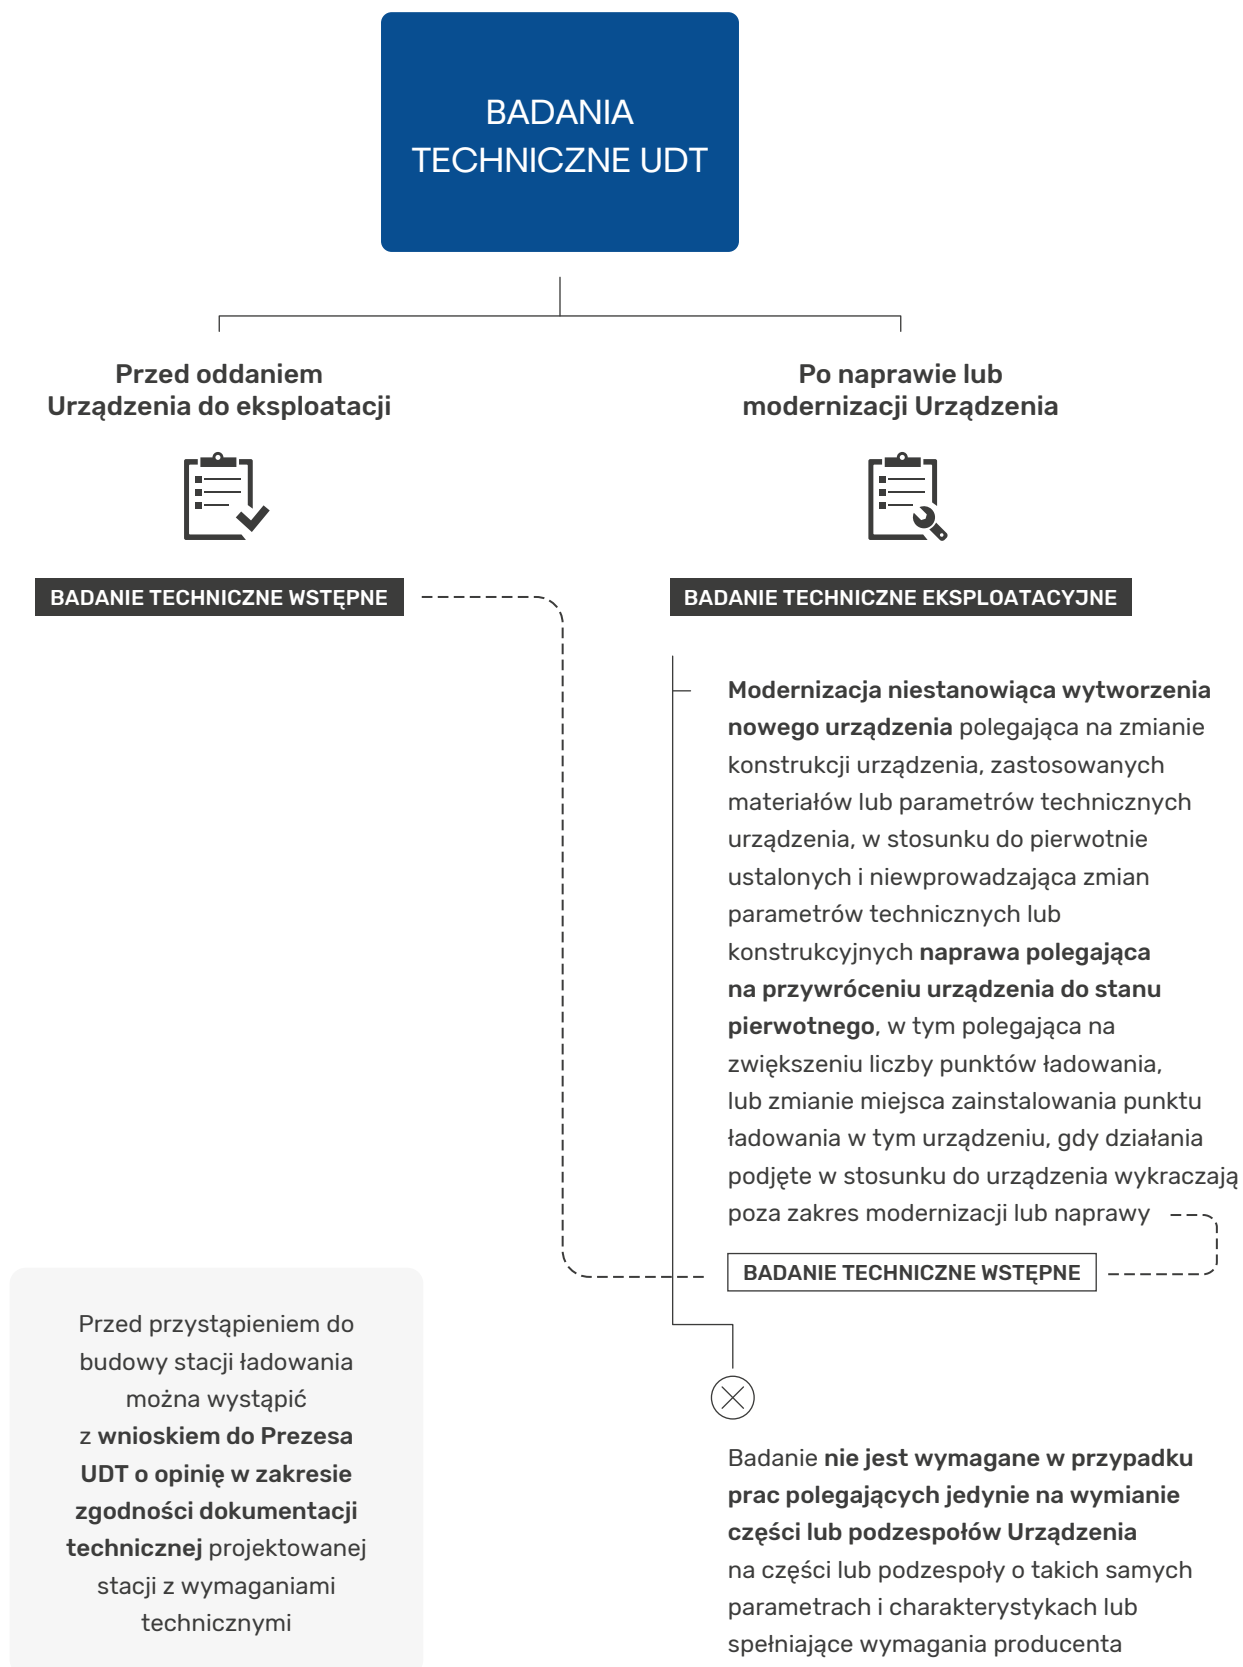 BADANIA
TECHNICZNE UDT
Przed oddaniem
Urządzenia do eksploatacji
BADANIE TECHNICZNE WSTĘPNE
Przed przystąpieniem do
budowy stacji ładowania
można wystąpić
z wnioskiem do Prezesa
UDT o opinię w zakresie
zgodności dokumentacji
technicznej projektowanej
stacji z wymaganiami
technicznymi
Po naprawie lub
modernizacji Urządzenia
BADANIE TECHNICZNE EKSPLOATACYJNE
Modernizacja niestanowiąca wytworzenia
nowego urządzenia polegająca na zmianie
konstrukcji urządzenia, zastosowanych
materiałów lub parametrów technicznych
urządzenia, w stosunku do pierwotnie
ustalonych i niewprowadzająca zmian
parametrów technicznych lub
konstrukcyjnych naprawa polegająca
na przywróceniu urządzenia do stanu
pierwotnego, w tym polegająca na
zwiększeniu liczby punktów ładowania,
lub zmianie miejsca zainstalowania punktu
ładowania w tym urządzeniu, gdy działania
podjęte w stosunku do urządzenia wykraczają
poza zakres modernizacji lub naprawy
BADANIE TECHNICZNE WSTĘPNE
Badanie nie jest wymagane w przypadku
prac polegających jedynie na wymianie
części lub podzespołów Urządzenia
na części lub podzespoły o takich samych
parametrach i charakterystykach lub
spełniające wymagania producenta